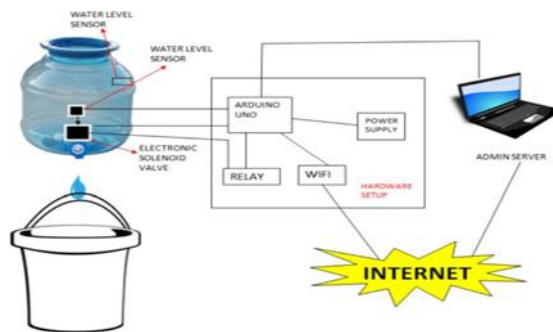 WATER LEVEL
SENSOR
WATER LEVEL
SENSOR
ARDUINO
UNO
POWER
SUPPLY
ELECTRONIC
SOLENOID
VALVE
RELAY
WIFI
HARDWARE
SETUP
ADMIN SERVER
INTERNET